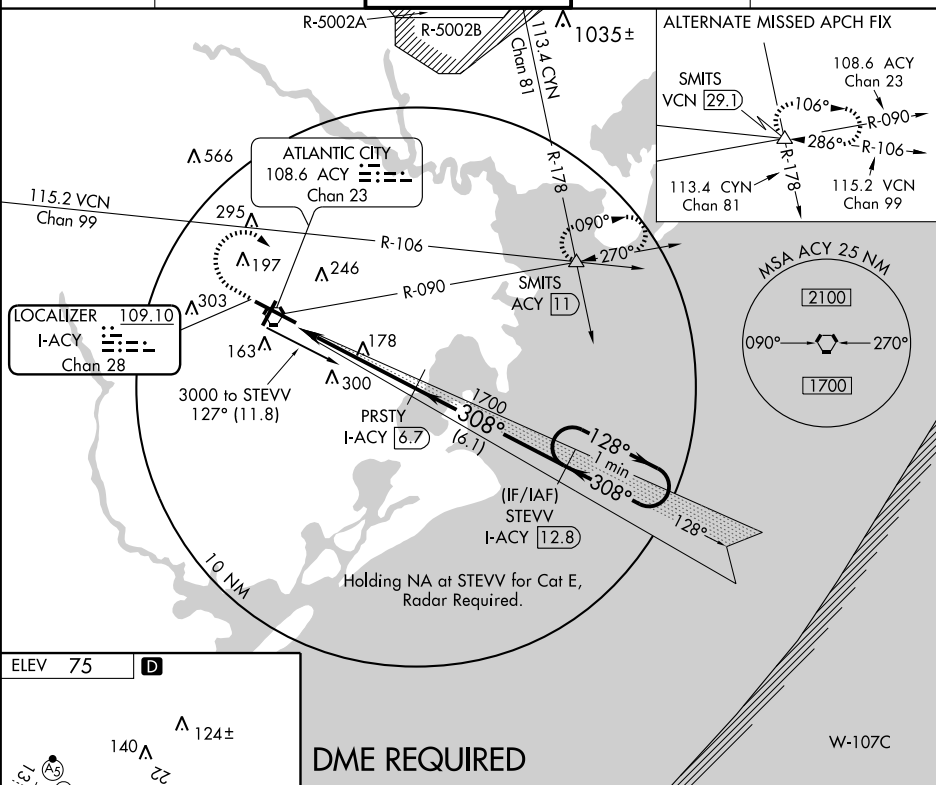 R-5002A
R-5002B
1035±
113.4 CYN
Chan 81
R-178
ALTERNATE MISSED APCH FIX
SMITS
VCN 29.1
108.6 ACY
Chan 23
106°
R-090
286°
R-106
R-178
113.4 CYN
Chan 81
115.2 VCN
Chan 99
566
ATLANTIC CITY
108.6 ACY
Chan 23
115.2 VCN
Chan 99
295
R-106
090°
270°
197
246
R-090
SMITS
ACY 11
MSA ACY 25 NM
2100
090°
270°
1700
LOCALIZER 109.10
I-ACY
Chan 28
303
163
178
300
3000 to STEVV
127° (11.8)
PRSTY
I-ACY 6.7
1700
308°
(6.1)
128°
1 min
308°
128°
(IF/IAF)
STEVV
I-ACY 12.8
10 NM
Holding NA at STEVV for Cat E,
Radar Required.
ELEV 75
D
124±
140
22
A5
13
DME REQUIRED
W-107C